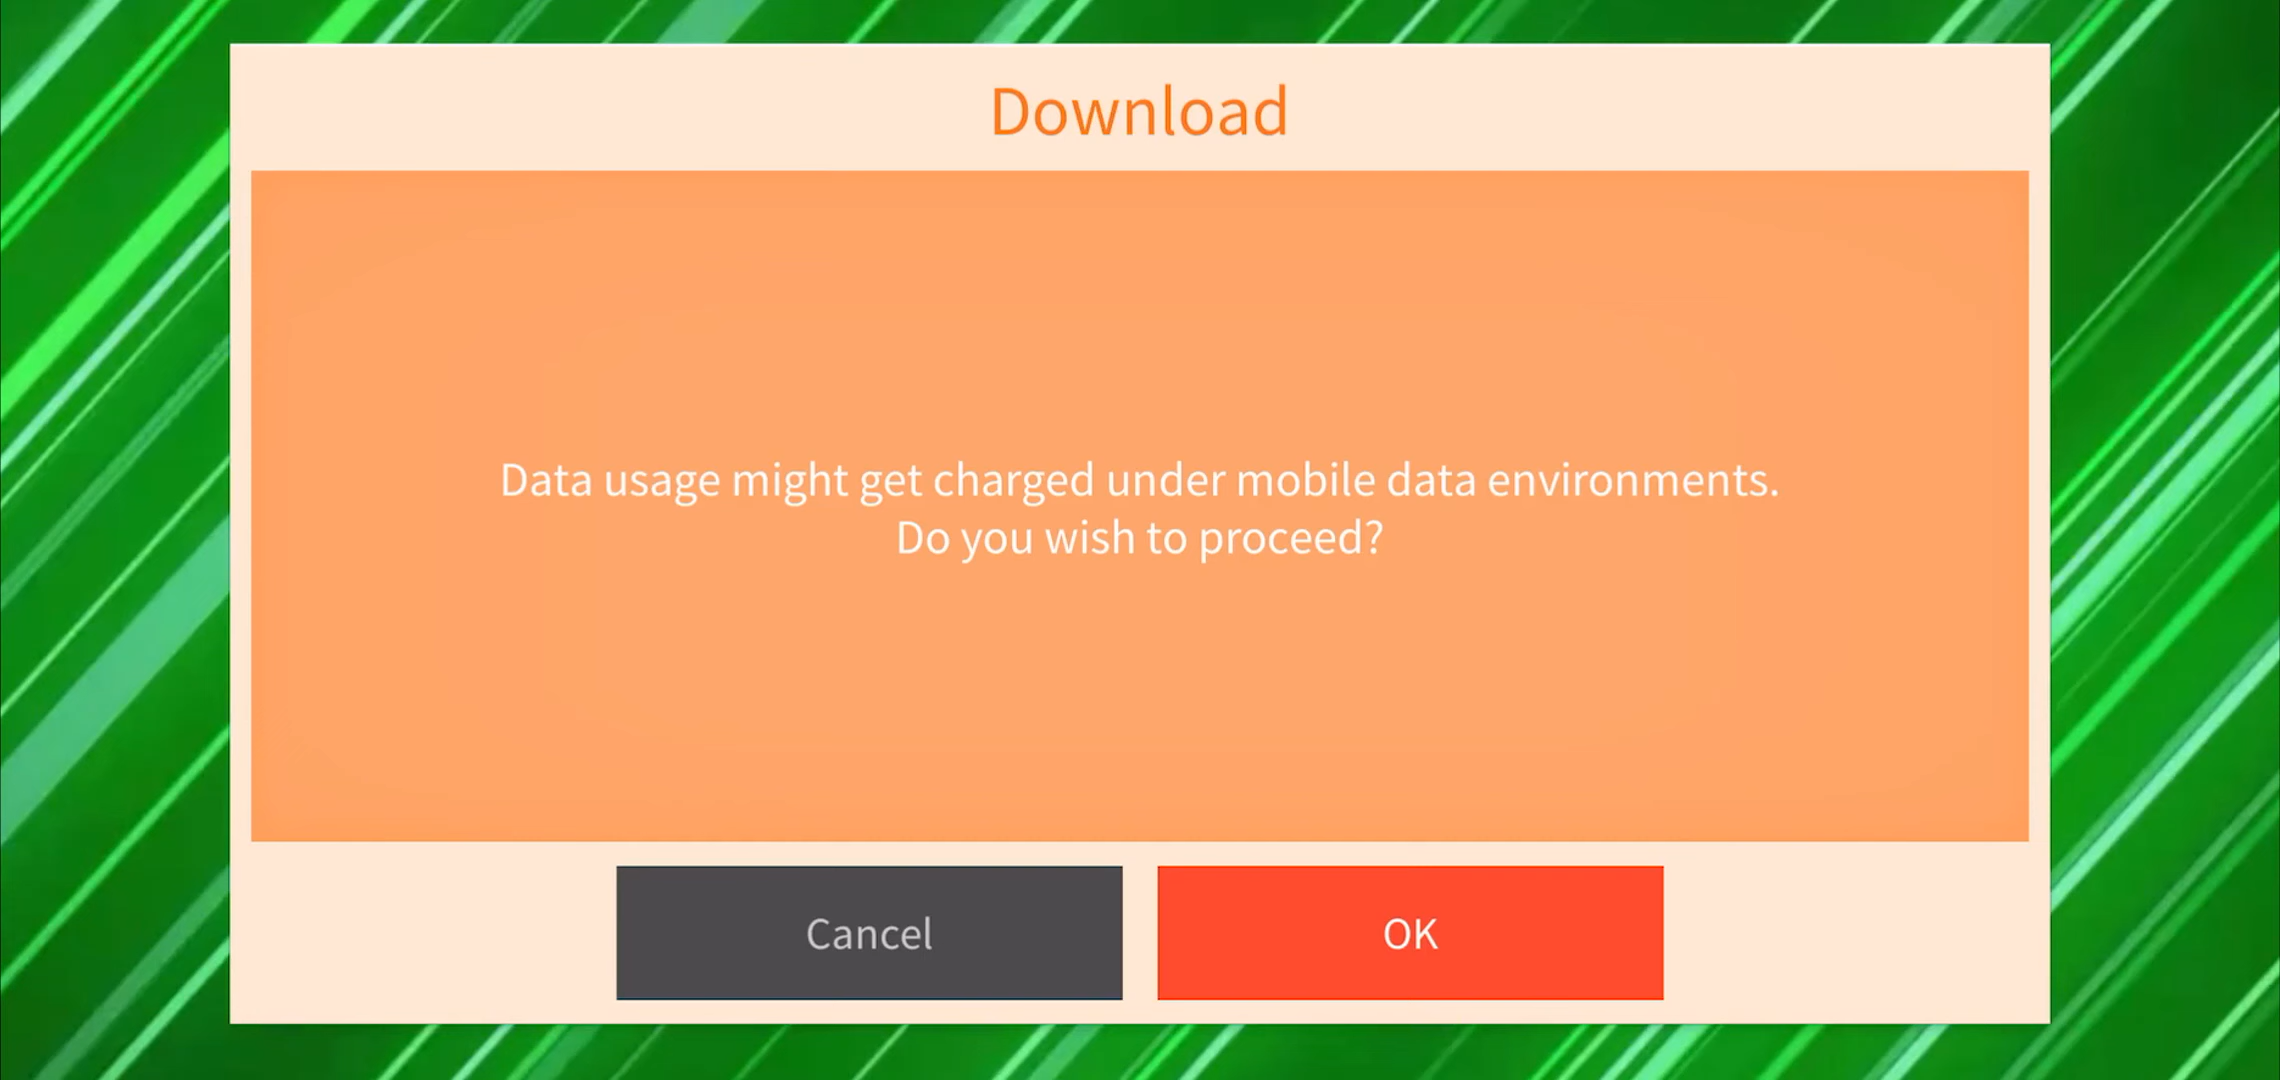 Download
Data usage might get charged under mobile data environments.
Do you wish to proceed?
Cancel
OK